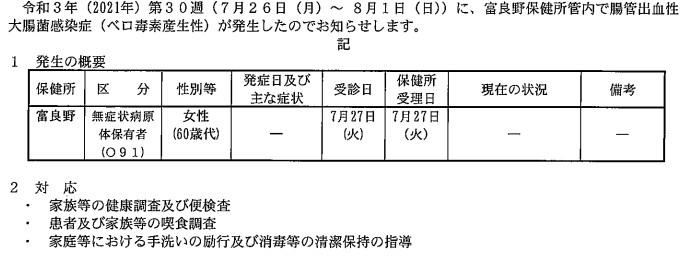 令和３年（2021年）第３０週（７月２６日（月）～ ８月１日（日））に、富良野保健所管内で腸管出血性
大腸菌感染症（ベロ毒素産生性）が発生したのでお知らせします。
記
１　発生の概要
保健所　区　分　性別等　発症日及び主な症状　受診日　保健所受理日　現在の状況　備考
富良野　無症状病原体保有者（Ｏ９１）　女性（60歳代）　―　7月27日（火）　7月27日（火）　―　―
２　対　応
・　家族等の健康調査及び便検査
・　患者及び家族等の喫食調査
・　家庭等における手洗いの励行及び消毒等の清潔保持の指導